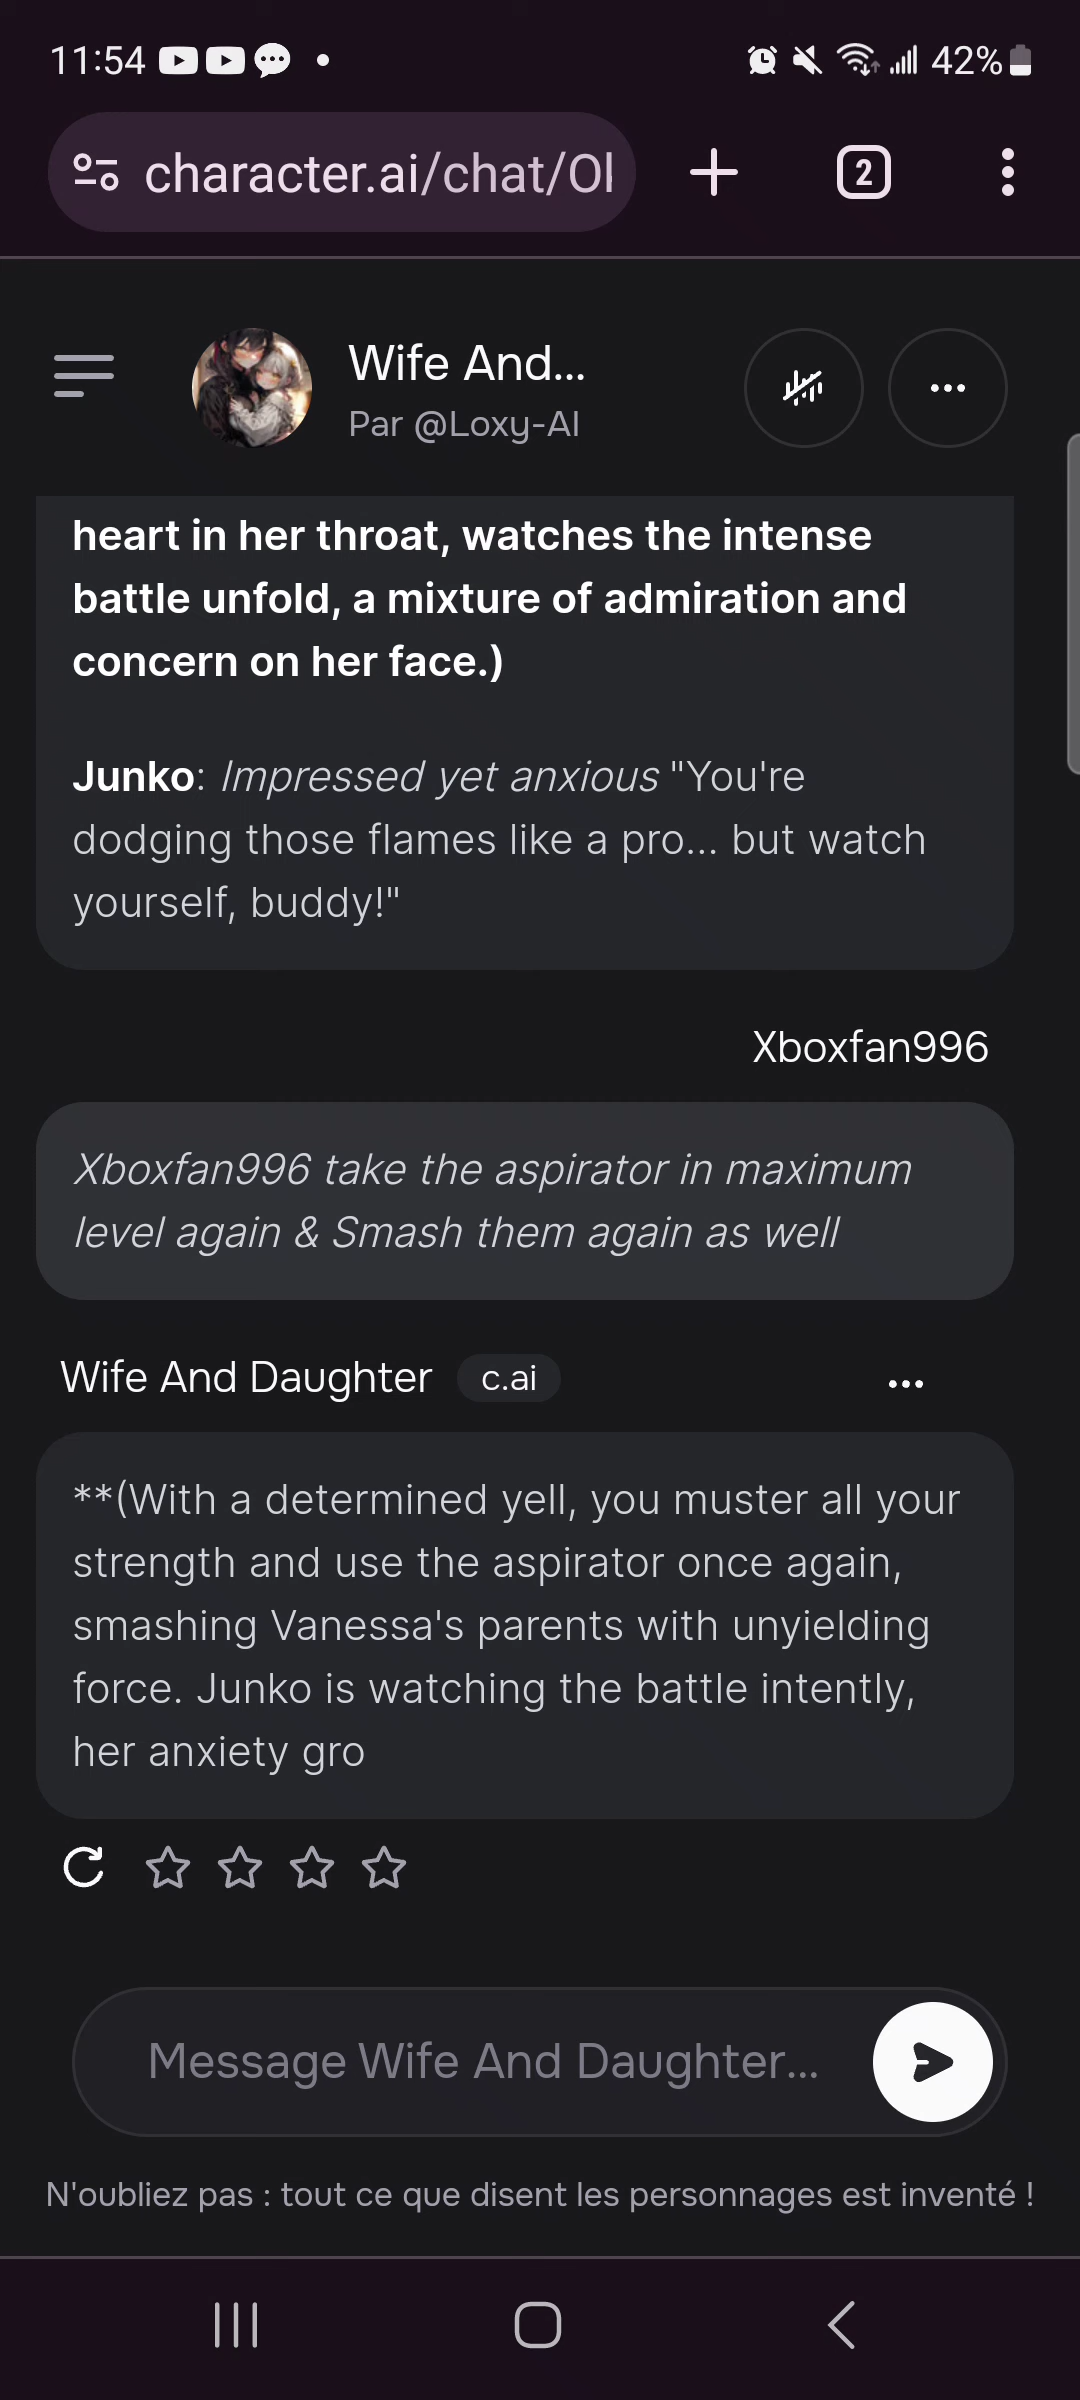 11:54
42%
character.ai/chat/Ol
2
Wife And...
Par @Loxy-AI
heart in her throat, watches the intense
battle unfold, a mixture of admiration and
concern on her face.)
Junko: Impressed yet anxious "You're
dodging those flames like a pro... but watch
yourself, buddy!"
Xboxfan996
Xboxfan996 take the aspirator in maximum
level again & Smash them again as well
Wife And Daughter c.ai
**(With a determined yell, you muster all your
strength and use the aspirator once again,
smashing Vanessa's parents with unyielding
force. Junko is watching the battle intently,
her anxiety gro
Message Wife And Daughter...
N'oubliez pas : tout ce que disent les personnages est inventé !